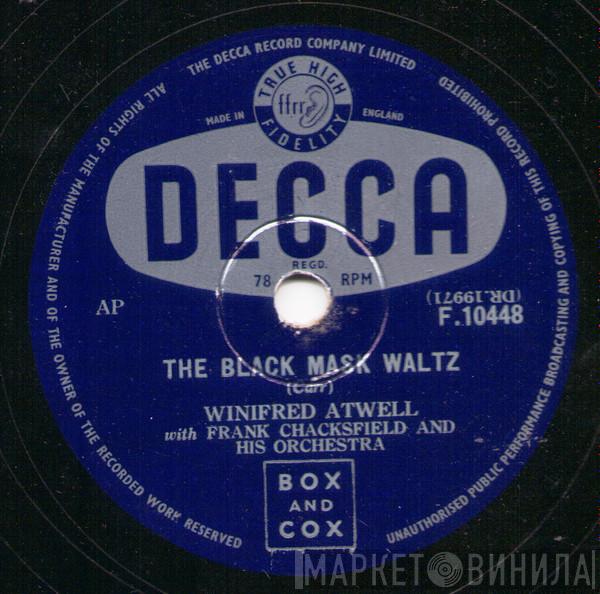 ALL RIGHTS OF THE MANUFACTURER AND OF THE OWNER OF THE RECORDED WORK RESERVED
THE DECCA RECORD COMPANY LIMITED
UNAUTHORISED PUBLIC PERFORMANCE BROADCASTING AND COPYING OF THIS RECORD PROHIBITED
TRUE HIGH
ffrr
FIDELITY
MADE IN ENGLAND
DECCA
REGD.
78 RPM
AP
(DR.19971)
F.10448
THE BLACK MASK WALTZ
(Carr)
WINIFRED ATWELL
with FRANK CHACKSFIELD AND
HIS ORCHESTRA
BOX
AND
COX
МАРКЕТ ВИНИЛА